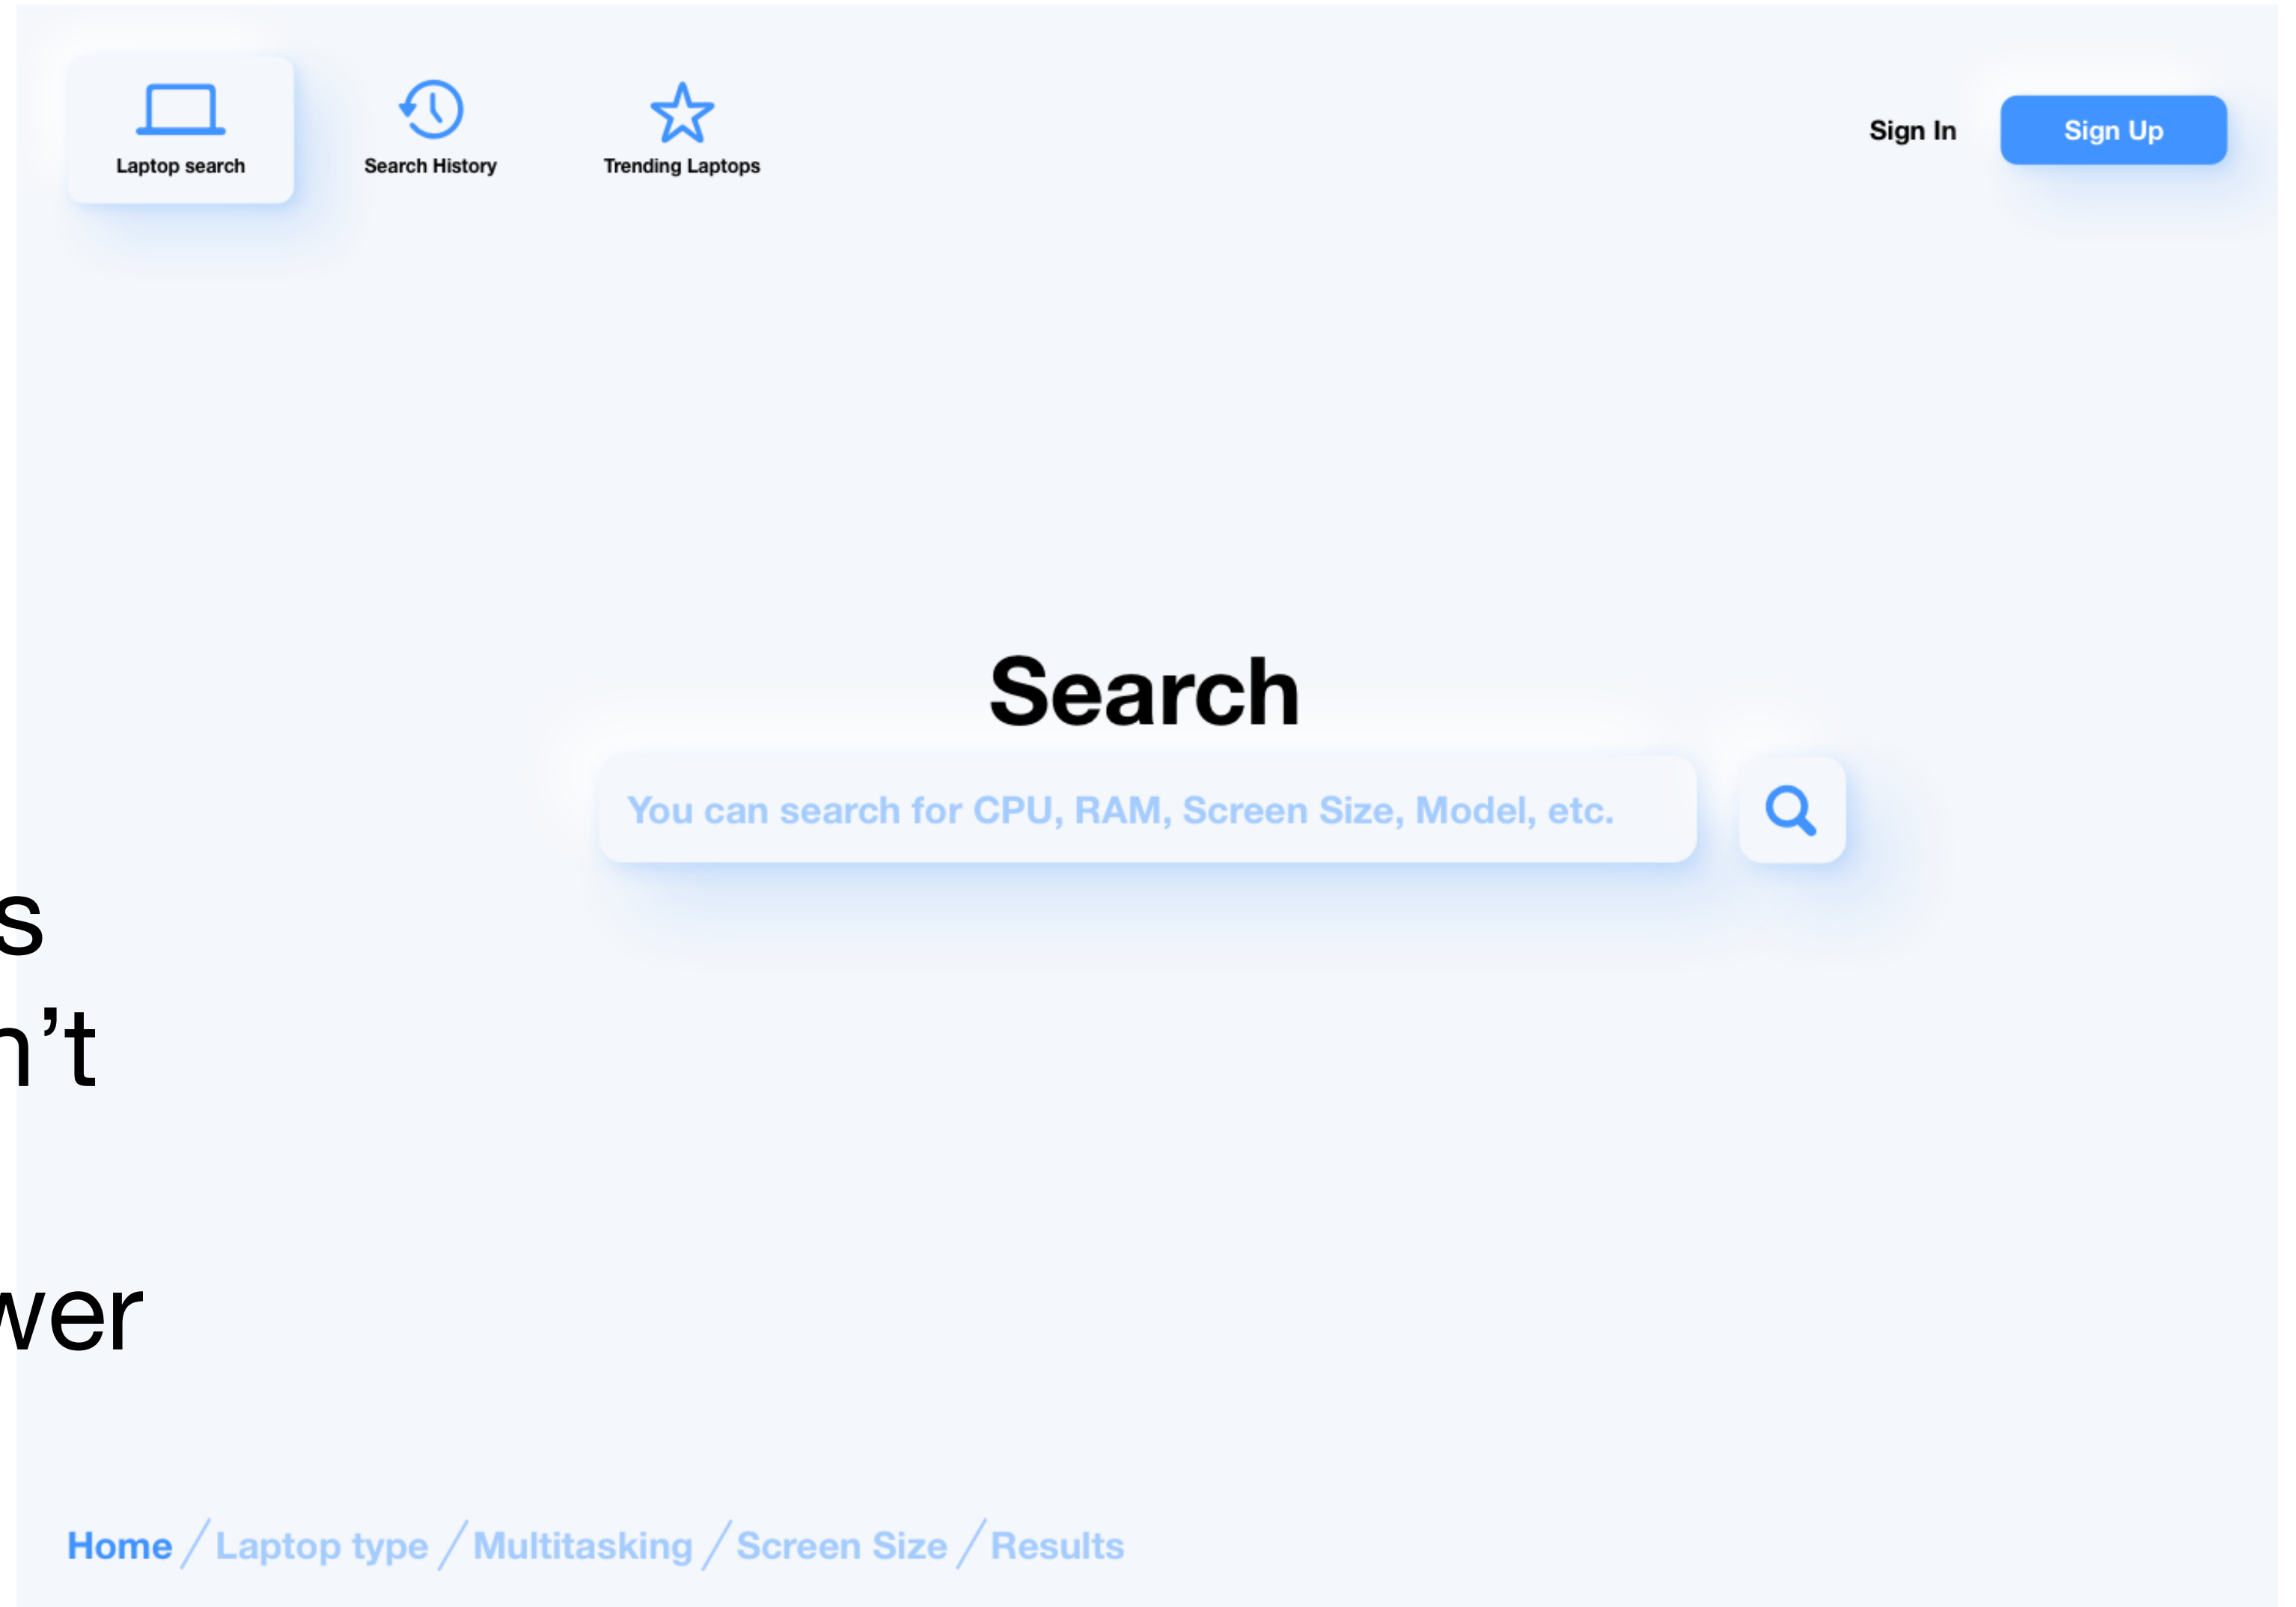 Laptop search
Search History
Trending Laptops
Sign In
Sign Up
Search
You can search for CPU, RAM, Screen Size, Model, etc.
s
n’t
wer
Home / Laptop type / Multitasking / Screen Size / Results